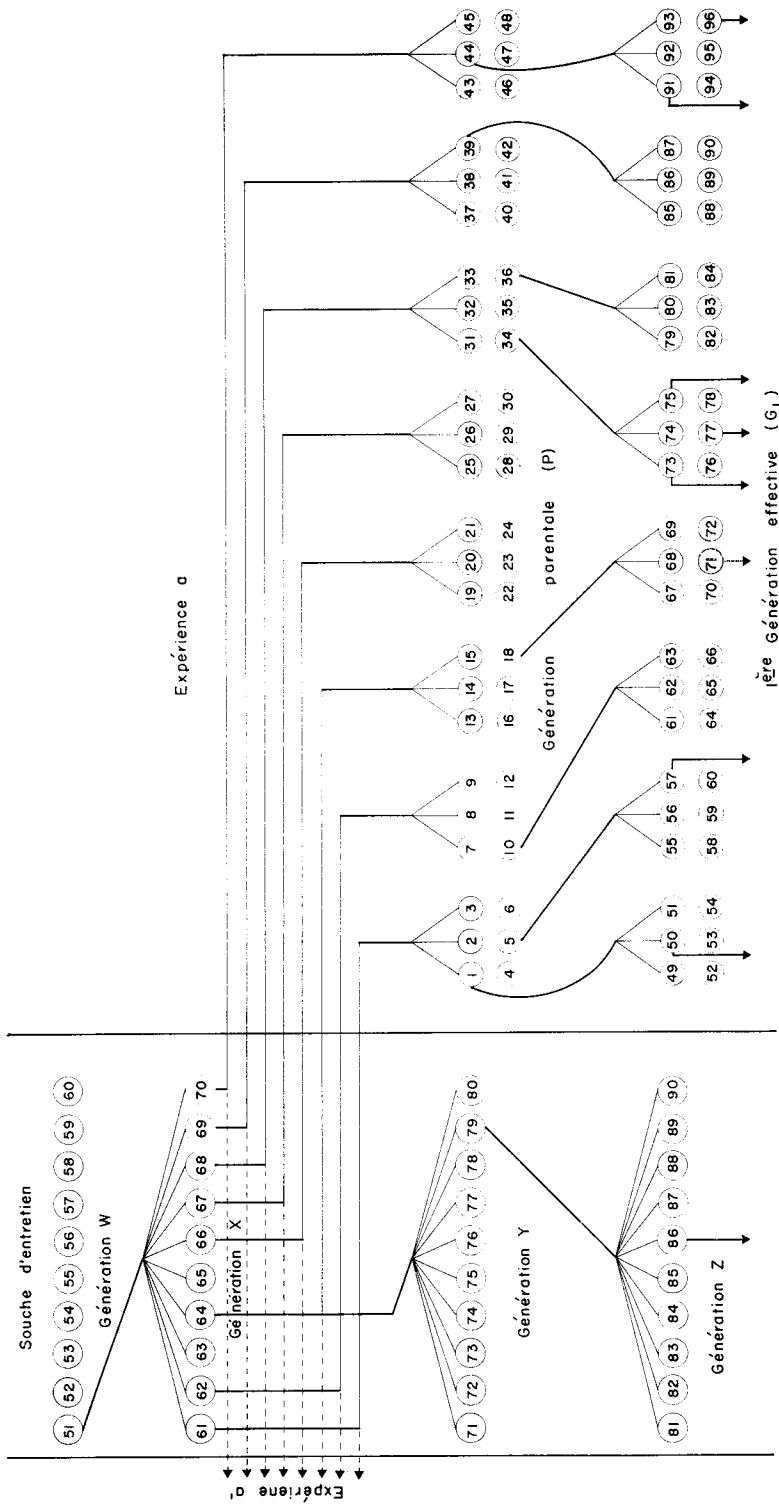 Souche d'entretien
51 52 53 54 55 56 57 58 59 60
Génération W
61 62 63 64 65 66 67 68 69 70
Génération X
Expériene a'
71 72 73 74 75 76 77 78 79 80
Génération Y
81 82 83 84 85 86 87 88 89 90
Génération Z
Expérience a
1 2 3 7 8 9 13 14 15 19 20 21 25 26 27 31 32 33 37 38 39 43 44 45
4 5 6 10 11 12 16 17 18 22 23 24 28 29 30 34 35 36 40 41 42 46 47 48
Génération parentale (P)
49 50 51 55 56 57 61 62 63 67 68 69 73 74 75 79 80 81 85 86 87 91 92 93
52 53 54 58 59 60 64 65 66 70 71 72 76 77 78 82 83 84 88 89 90 94 95 96
1ère Génération effective (G1)